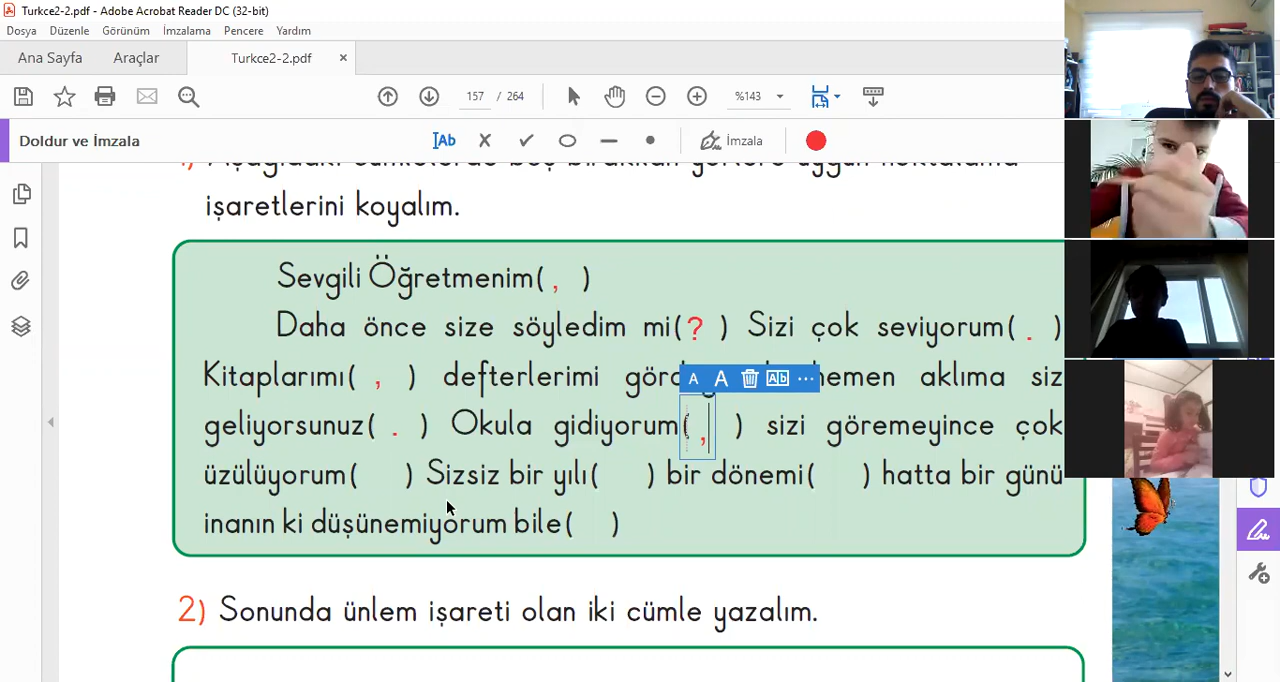 Turkce2-2.pdf - Adobe Acrobat Reader DC (32-bit)
Dosya Düzenle Görünüm İmzalama Pencere Yardım
Ana Sayfa Araçlar Turkce2-2.pdf ×
157 / 264 %143
Doldur ve İmzala Ab İmzala
işaretlerini koyalım.
Sevgili Öğretmenim( , )
Daha önce size söyledim mi( ? ) Sizi çok seviyorum( . )
Kitaplarımı( , ) defterlerimi hemen aklıma siz
A A Ab ...
geliyorsunuz( . ) Okula gidiyorum( , ) sizi göremeyince çok
üzülüyorum( ) Sizsiz bir yılı( ) bir dönemi( ) hatta bir günü
inanın ki düşünemiyorum bile( )
2) Sonunda ünlem işareti olan iki cümle yazalım.